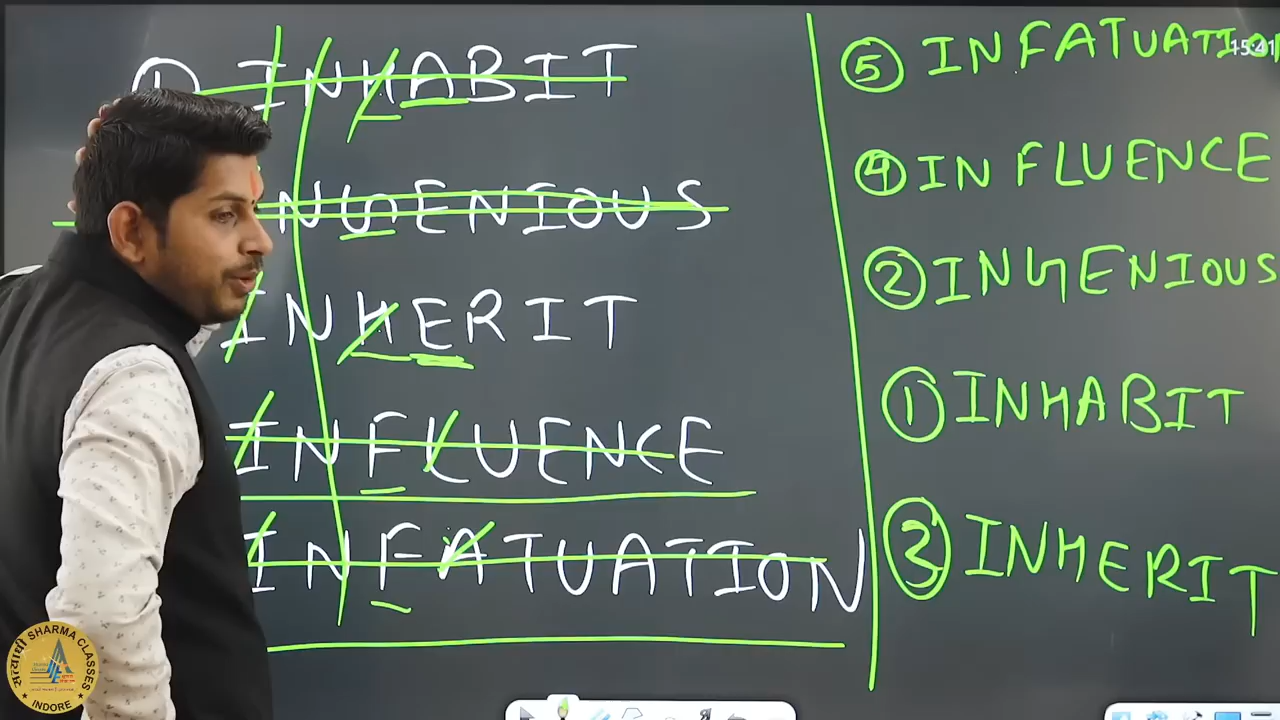 ① INHABIT
INGENIOUS
INHERIT
INFLUENCE
INFATUATION
⑤ INFATUATION
15:41
④ INFLUENCE
② INGENIOUS
① INHABIT
③ INHERIT
सत्यार्थी SHARMA CLASSES
INDORE